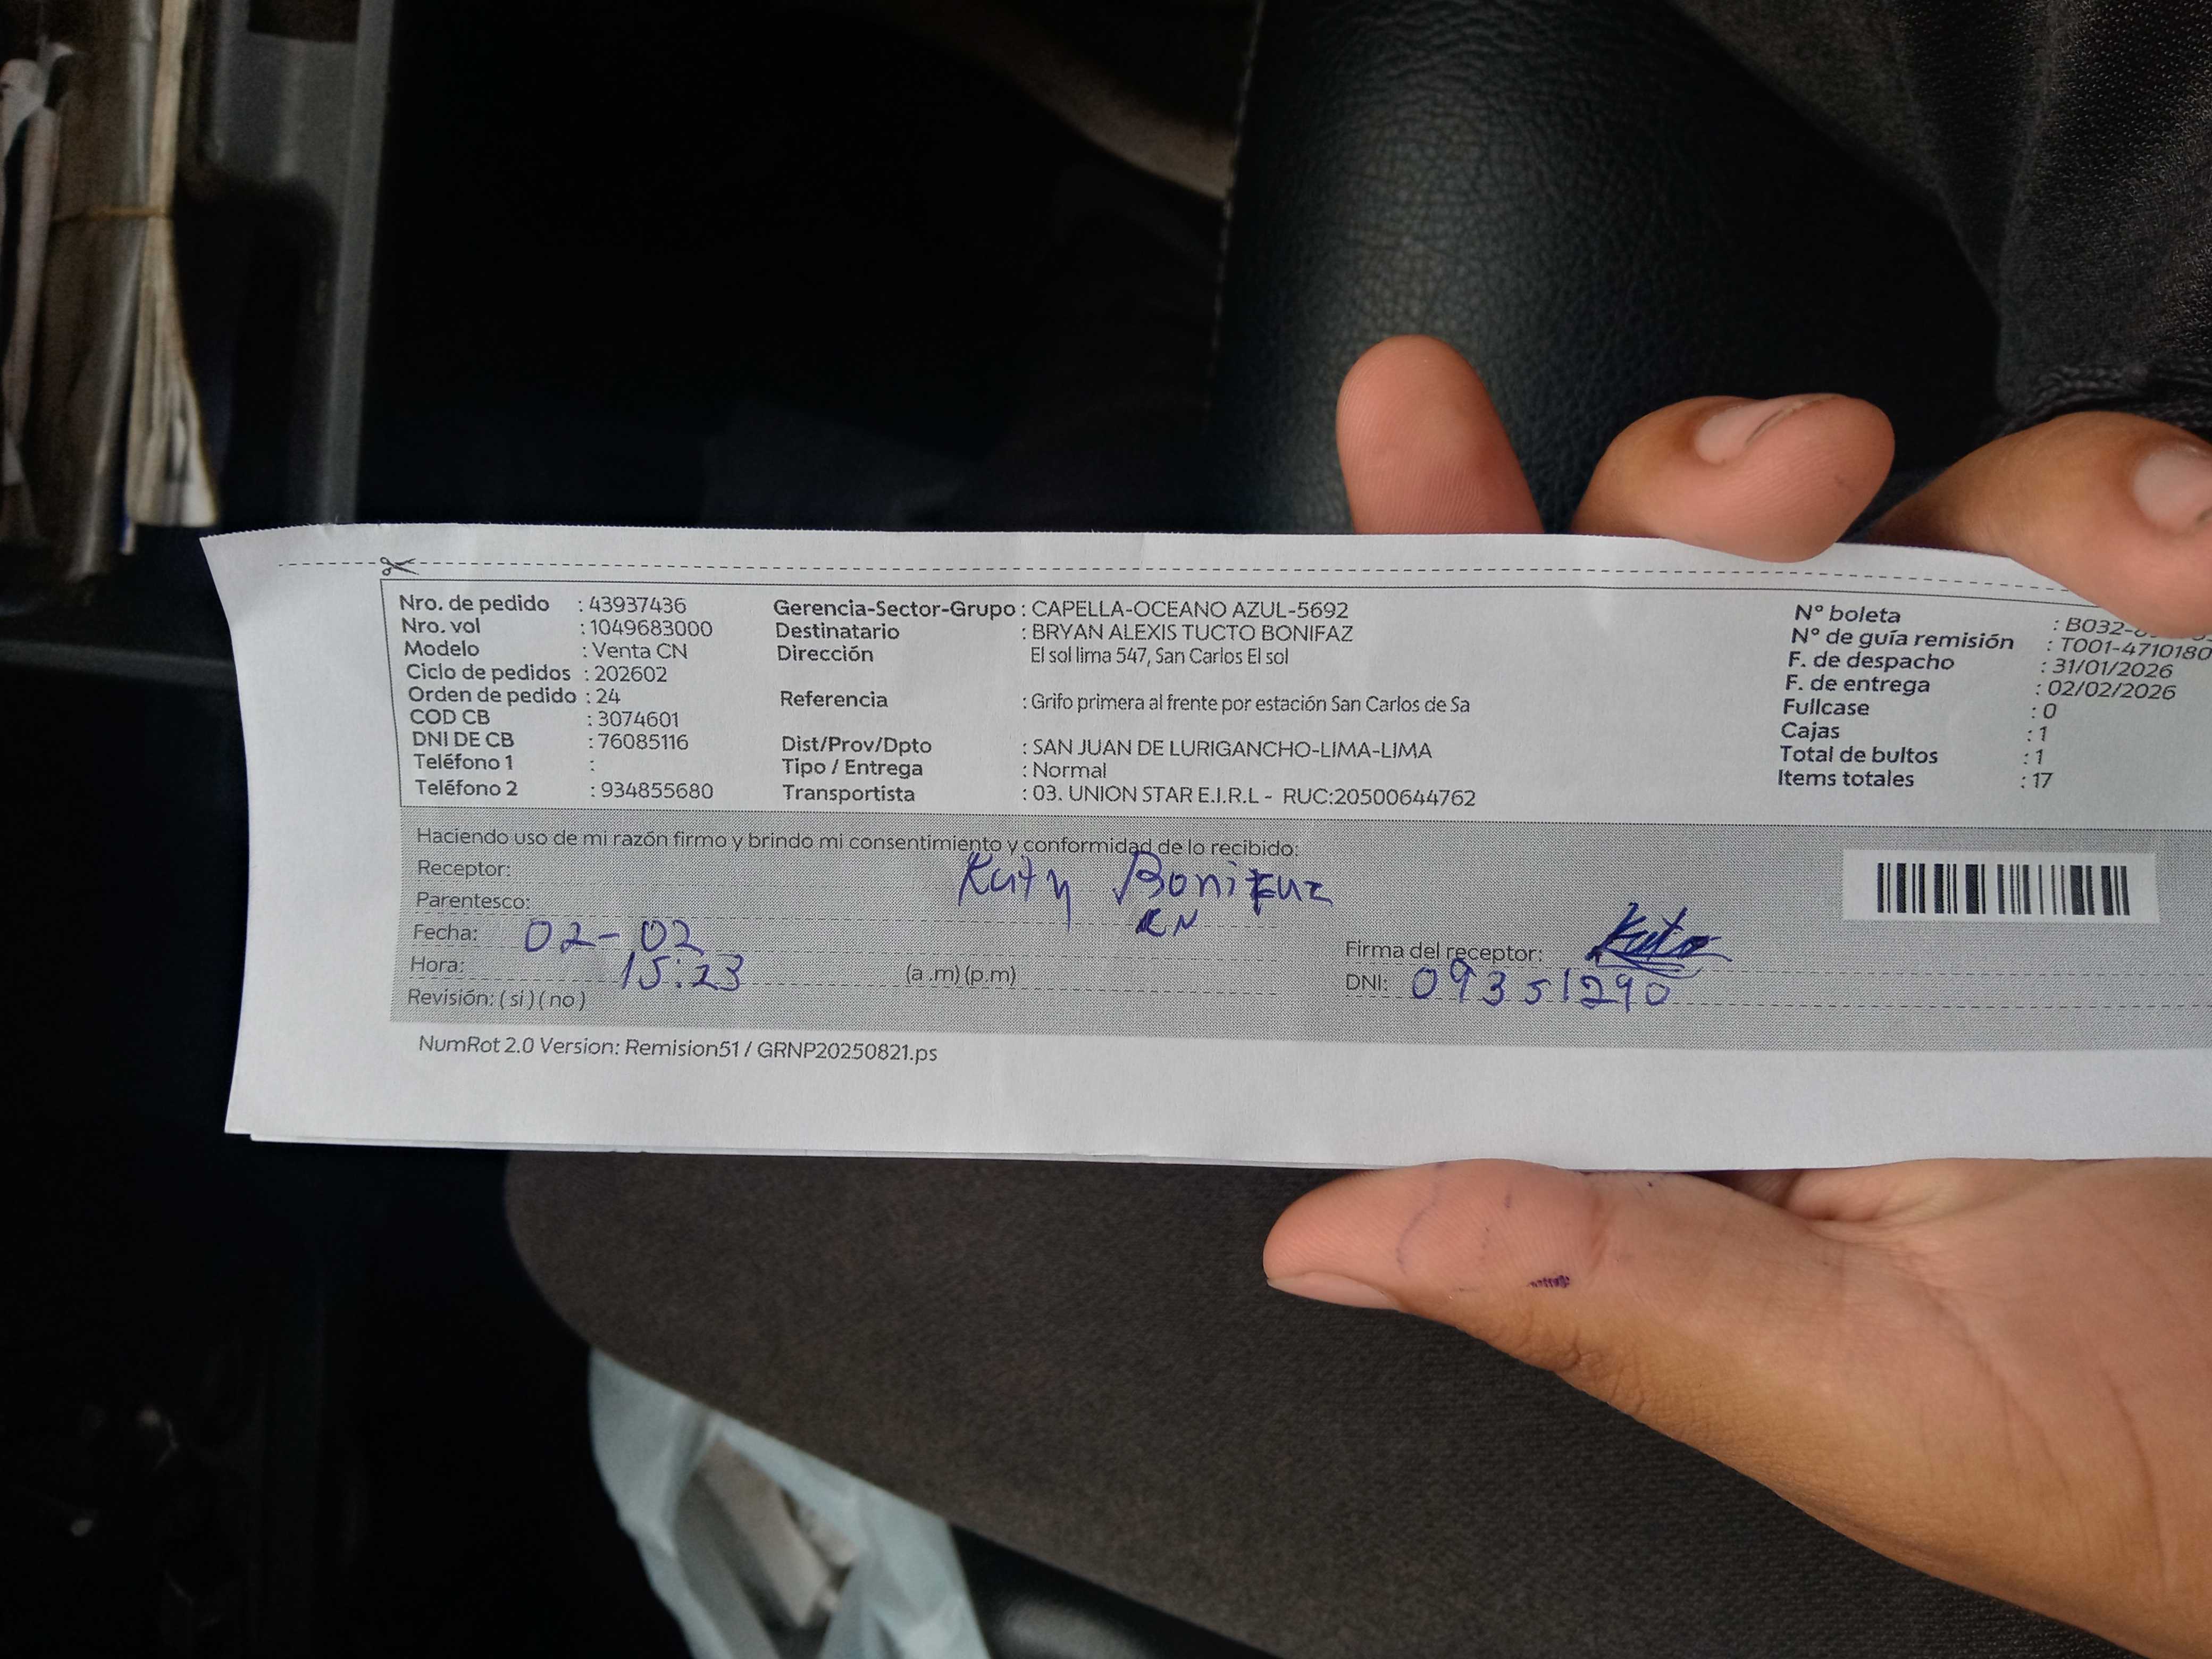 Nro. de pedido : 43937436
Nro. vol : 1049683000
Modelo : Venta CN
Ciclo de pedidos : 202602
Orden de pedido : 24
COD CB : 3074601
DNI DE CB : 76085116
Teléfono 1 :
Teléfono 2 : 934855680
Gerencia-Sector-Grupo : CAPELLA-OCEANO AZUL-5692
Destinatario : BRYAN ALEXIS TUCTO BONIFAZ
Dirección El sol lima 547, San Carlos El sol
Referencia : Grifo primera al frente por estación San Carlos de Sa
Dist/Prov/Dpto : SAN JUAN DE LURIGANCHO-LIMA-LIMA
Tipo / Entrega : Normal
Transportista : 03. UNION STAR E.I.R.L - RUC:20500644762
N° boleta : B032-
N° de guía remisión : T001-4710180
F. de despacho : 31/01/2026
F. de entrega : 02/02/2026
Fullcase : 0
Cajas : 1
Total de bultos : 1
Items totales : 17
Haciendo uso de mi razón firmo y brindo mi consentimiento y conformidad de lo recibido:
Receptor: Katy Bonifaz
Parentesco:
Fecha: 02-02
Hora: 15:23 (a .m) (p.m)
Revisión: ( si ) ( no )
Firma del receptor:
DNI: 09351290
NumRot 2.0 Version: Remision51 / GRNP20250821.ps